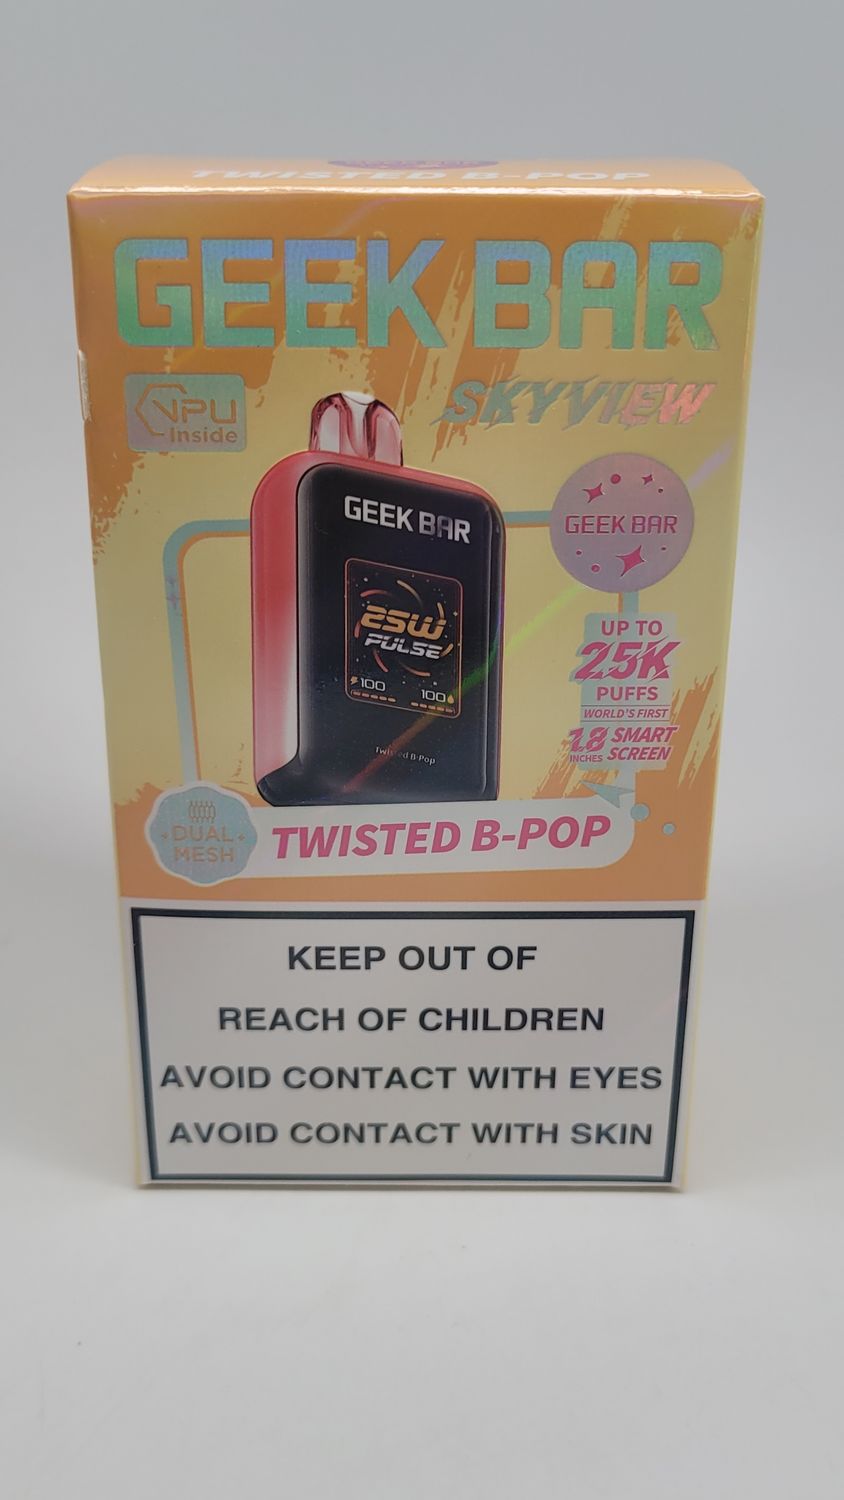 TWISTED B-POP
GEEK BAR
VPU
Inside
SKYVIEW
GEEK BAR
25W
PULSE
100
100
Twisted B-Pop
GEEK BAR
UP TO
25K
PUFFS
WORLD'S FIRST
1.8 INCHES SMART SCREEN
DUAL
MESH
TWISTED B-POP
KEEP OUT OF
REACH OF CHILDREN
AVOID CONTACT WITH EYES
AVOID CONTACT WITH SKIN